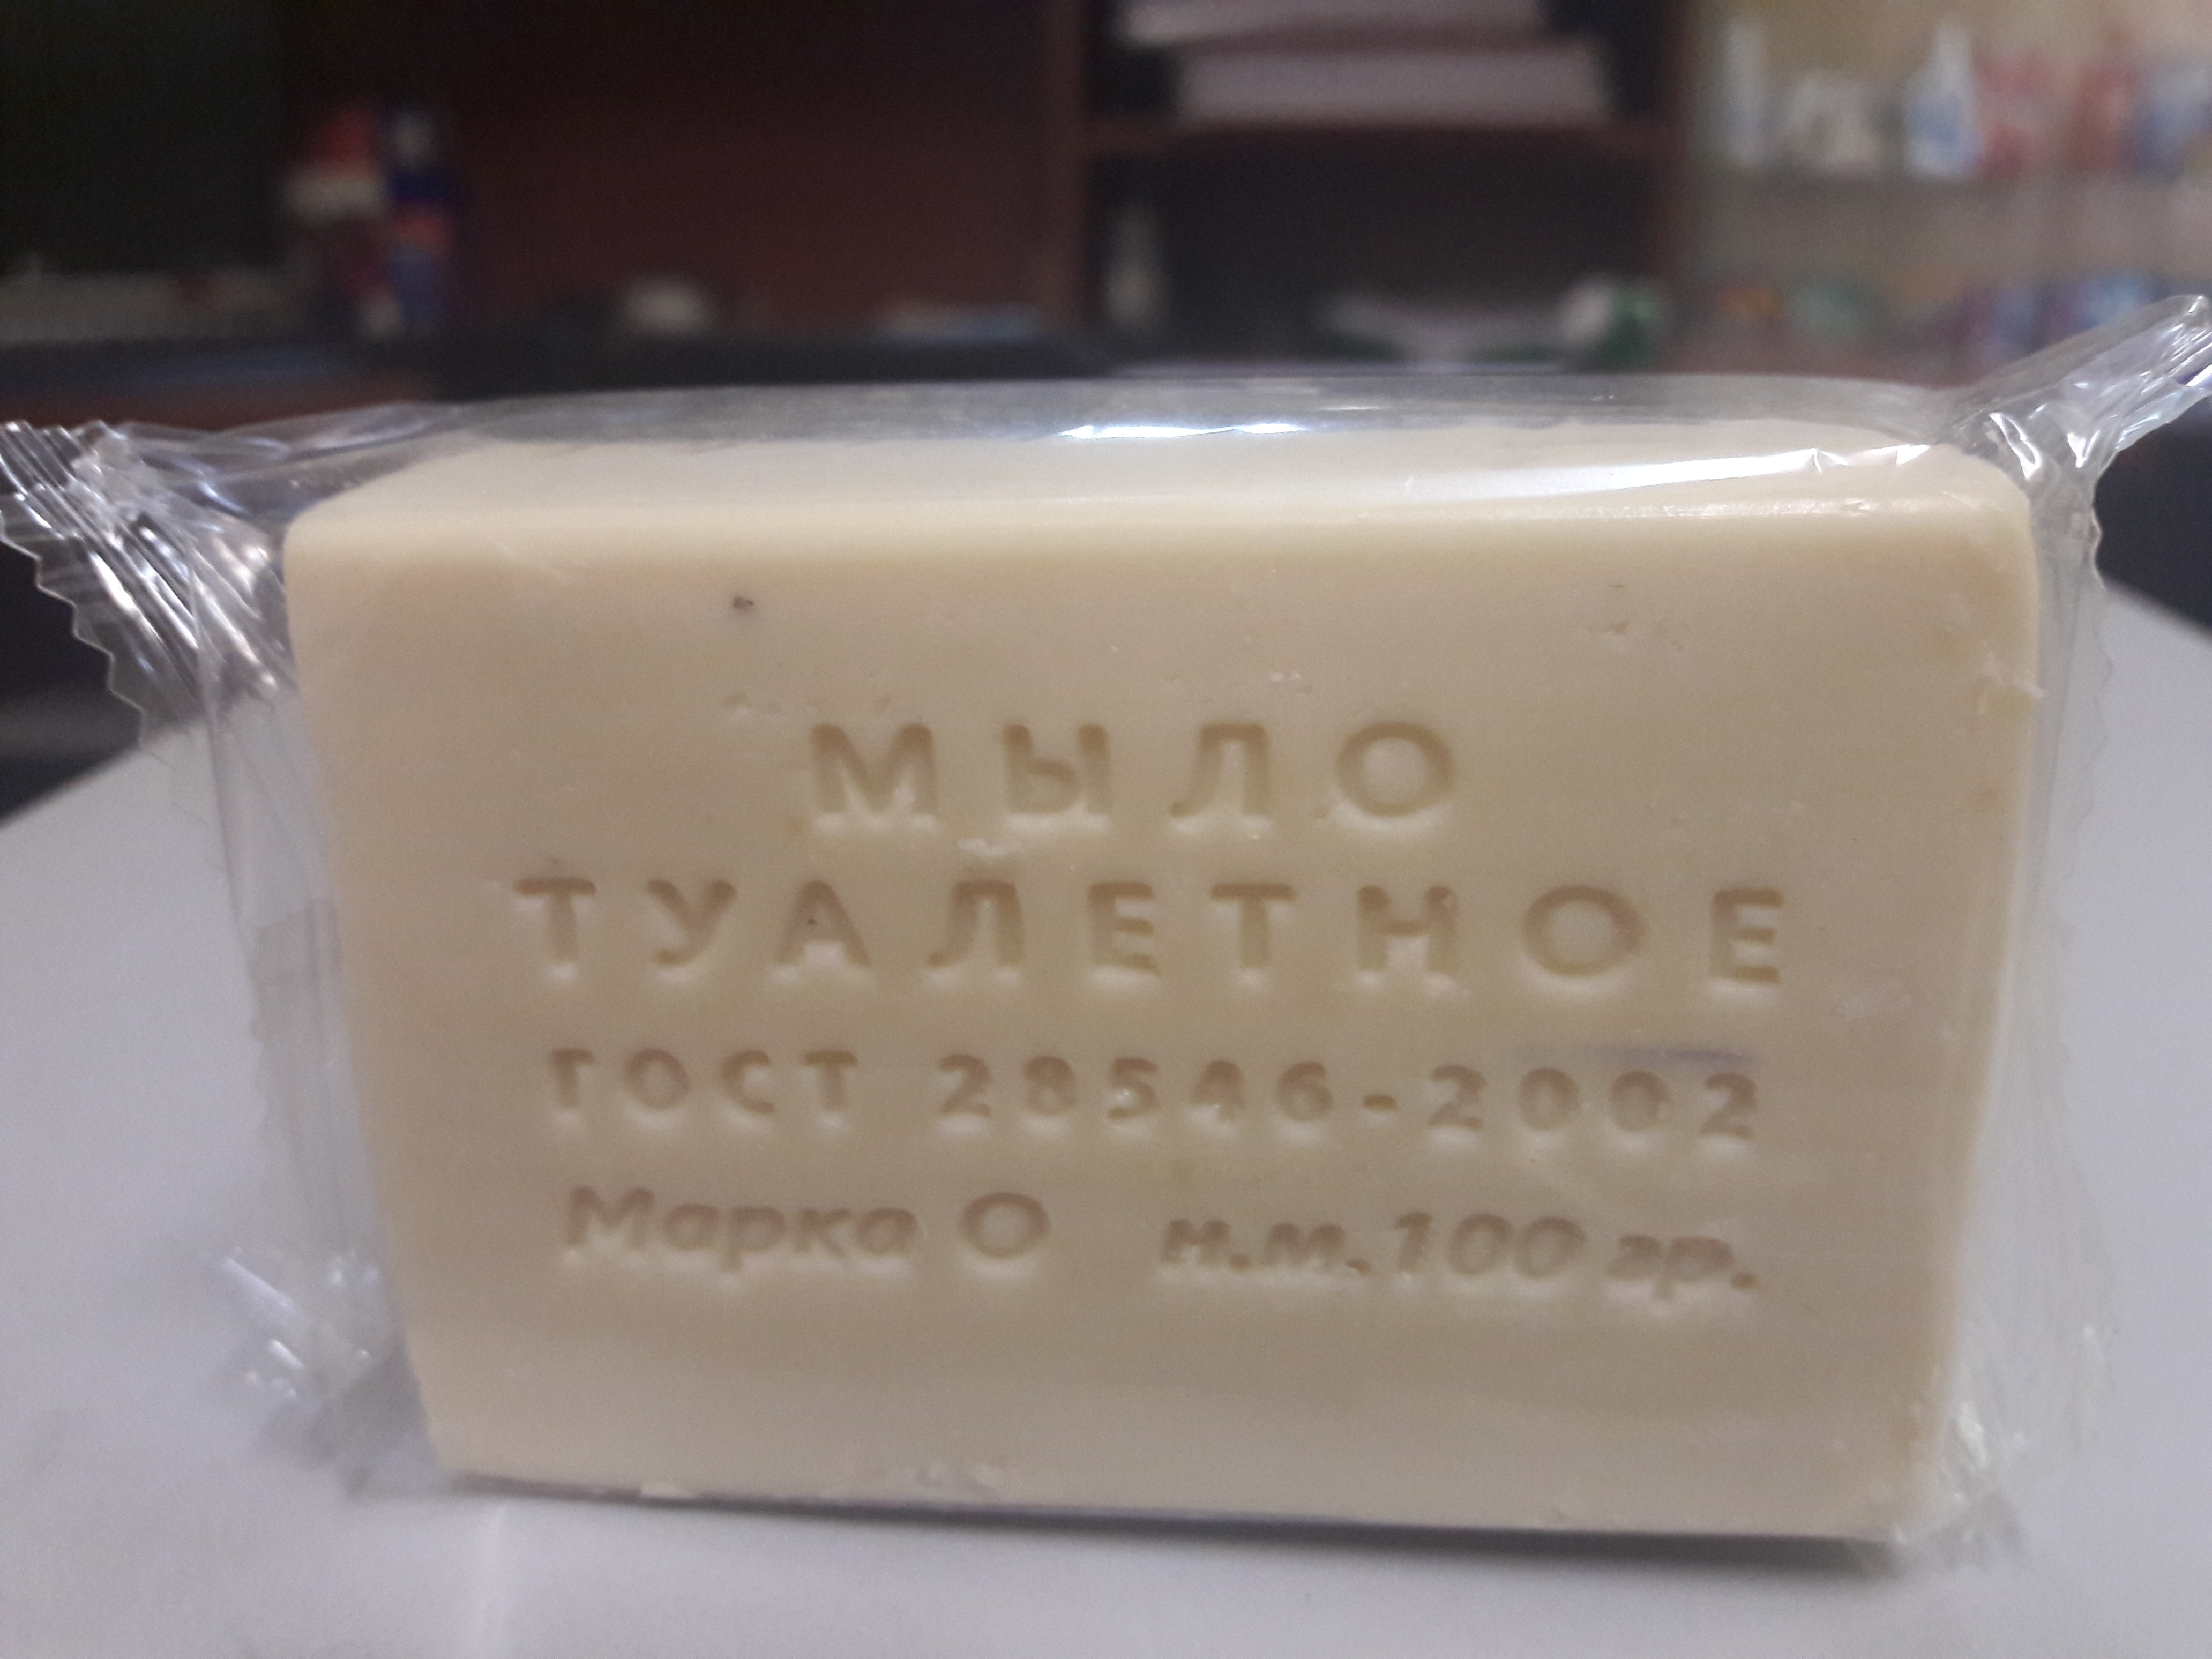 МЫЛО
ТУАЛЕТНОЕ
ГОСТ 28546-2002
Марка О н.м.100 гр.